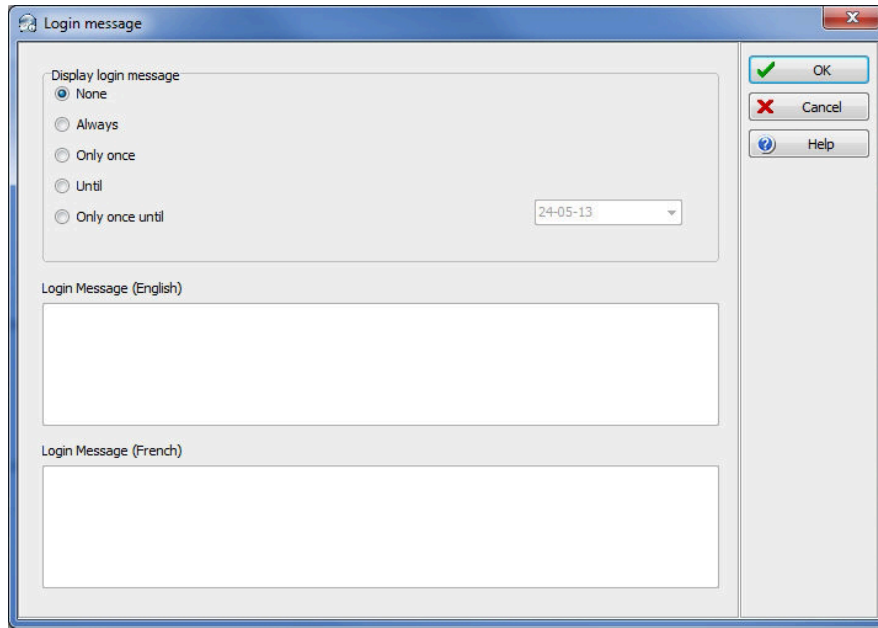 Login message
Display login message
None
Always
Only once
Until
Only once until
24-05-13
Login Message (English)
Login Message (French)
OK
Cancel
Help